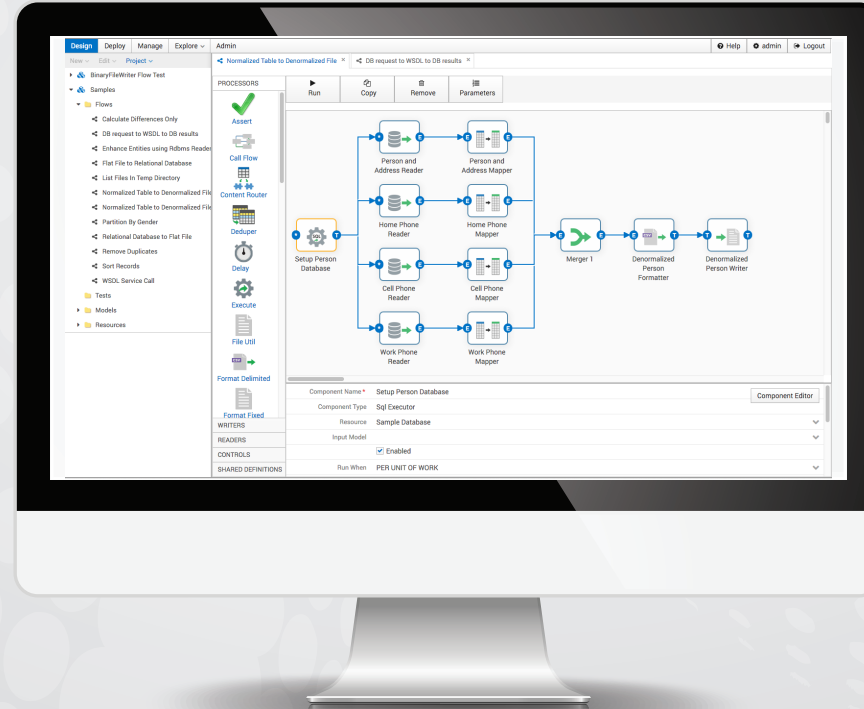 Design Deploy Manage Explore Admin Help admin Logout
New Edit Project
Normalized Table to Denormalized File × DB request to WSDL to DB results ×
BinaryFileWriter Flow Test
Samples
Flows
Calculate Differences Only
DB request to WSDL to DB results
Enhance Entities using Rdbms Reader
Flat File to Relational Database
List Files In Temp Directory
Normalized Table to Denormalized File
Normalized Table to Denormalized File
Partition By Gender
Relational Database to Flat File
Remove Duplicates
Sort Records
WSDL Service Call
Tests
Models
Resources
PROCESSORS
Assert
Call Flow
Content Router
Deduper
Delay
Execute
File Util
Format Delimited
Format Fixed
WRITERS
READERS
CONTROLS
SHARED DEFINITIONS
Run Copy Remove Parameters
* E E E
Person and
Address Reader
Person and
Address Mapper
* E E E
Home Phone
Reader
Home Phone
Mapper
* SQL T
Setup Person
Database
E E
Merger 1
E T
Denormalized
Person
Formatter
T T
Denormalized
Person Writer
* E E E
Cell Phone
Reader
Cell Phone
Mapper
* E E E
Work Phone
Reader
Work Phone
Mapper
Component Name * Setup Person Database
Component Editor
Component Type Sql Executor
Resource Sample Database
Input Model
Enabled
Run When PER UNIT OF WORK